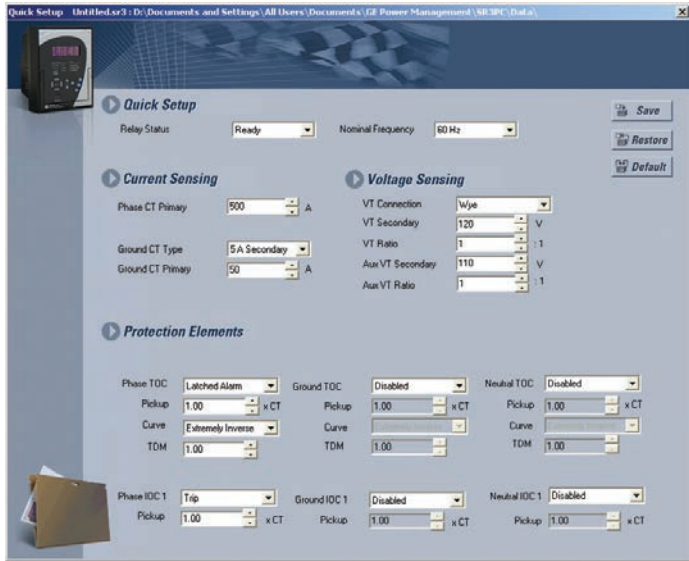 Quick Setup Untitled.sr3 : D:\Documents and Settings\All Users\Documents\GE Power Management\SR3PC\Data\
Quick Setup
Relay Status Ready Nominal Frequency 60 Hz
Save
Restore
Default
Current Sensing
Phase CT Primary 500 A
Ground CT Type 5 A Secondary
Ground CT Primary 50 A
Voltage Sensing
VT Connection Wye
VT Secondary 120 V
VT Ratio 1 : 1
Aux VT Secondary 110 V
Aux VT Ratio 1 : 1
Protection Elements
Phase TOC Latched Alarm Ground TOC Disabled Neutral TOC Disabled
Pickup 1.00 x CT Pickup 1.00 x CT Pickup 1.00 x CT
Curve Extremely Inverse Curve Extremely Inverse Curve Extremely Inverse
TDM 1.00 TDM 1.00 TDM 1.00
Phase IOC 1 Trip Ground IOC 1 Disabled Neutral IOC 1 Disabled
Pickup 1.00 x CT Pickup 1.00 x CT Pickup 1.00 x CT